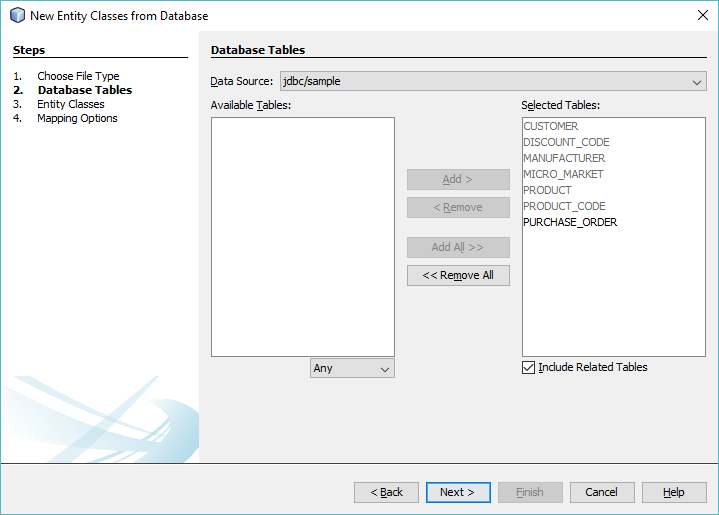 New Entity Classes from Database
Steps
1. Choose File Type
2. Database Tables
3. Entity Classes
4. Mapping Options
Database Tables
Data Source: jdbc/sample
Available Tables:
Any
Add >
< Remove
Add All >>
<< Remove All
Selected Tables:
CUSTOMER
DISCOUNT_CODE
MANUFACTURER
MICRO_MARKET
PRODUCT
PRODUCT_CODE
PURCHASE_ORDER
Include Related Tables
< Back
Next >
Finish
Cancel
Help